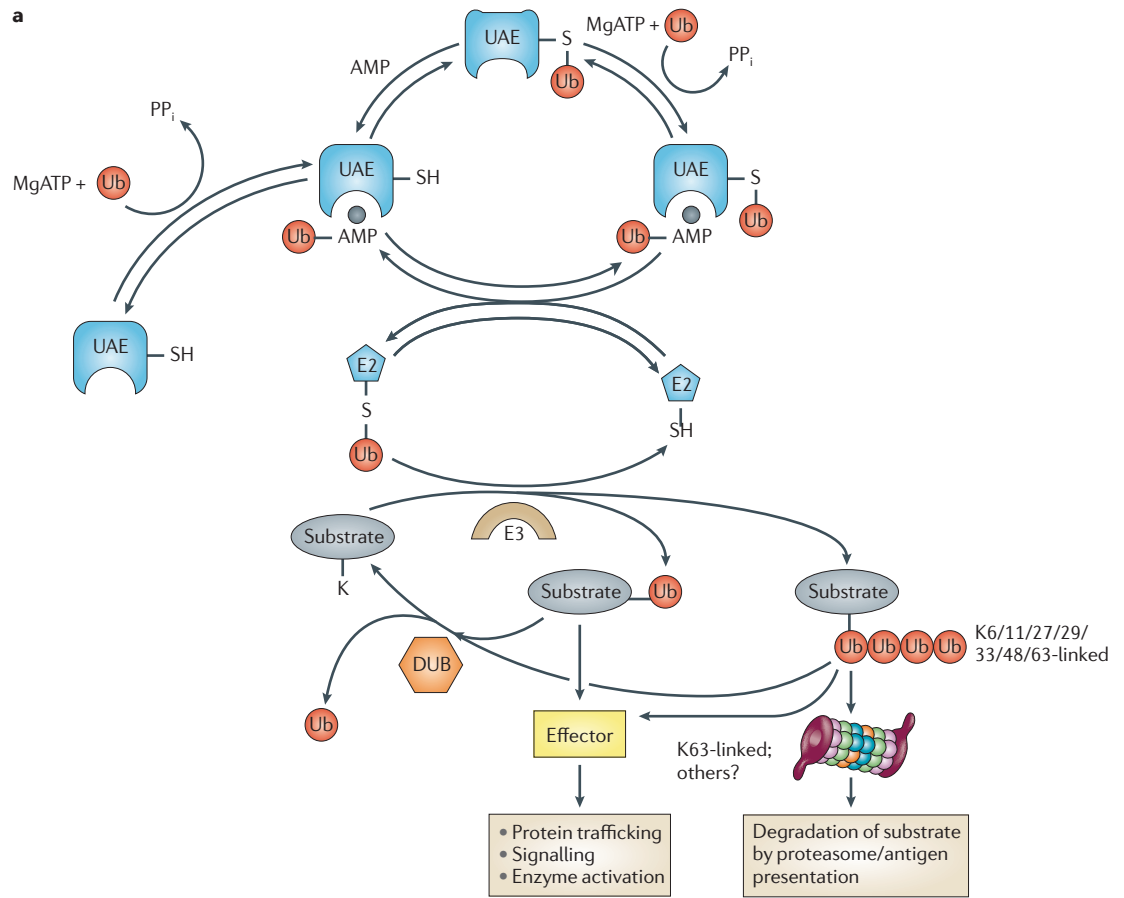 a
UAE
S
Ub
MgATP + Ub
PPi
AMP
PPi
MgATP + Ub
UAE
SH
Ub
AMP
UAE
S
Ub
Ub
AMP
UAE
SH
E2
S
Ub
E2
SH
E3
Substrate
K
Substrate
Ub
Substrate
Ub Ub Ub Ub
K6/11/27/29/
33/48/63-linked
DUB
Ub
Effector
K63-linked;
others?
• Protein trafficking
• Signalling
• Enzyme activation
Degradation of substrate
by proteasome/antigen
presentation